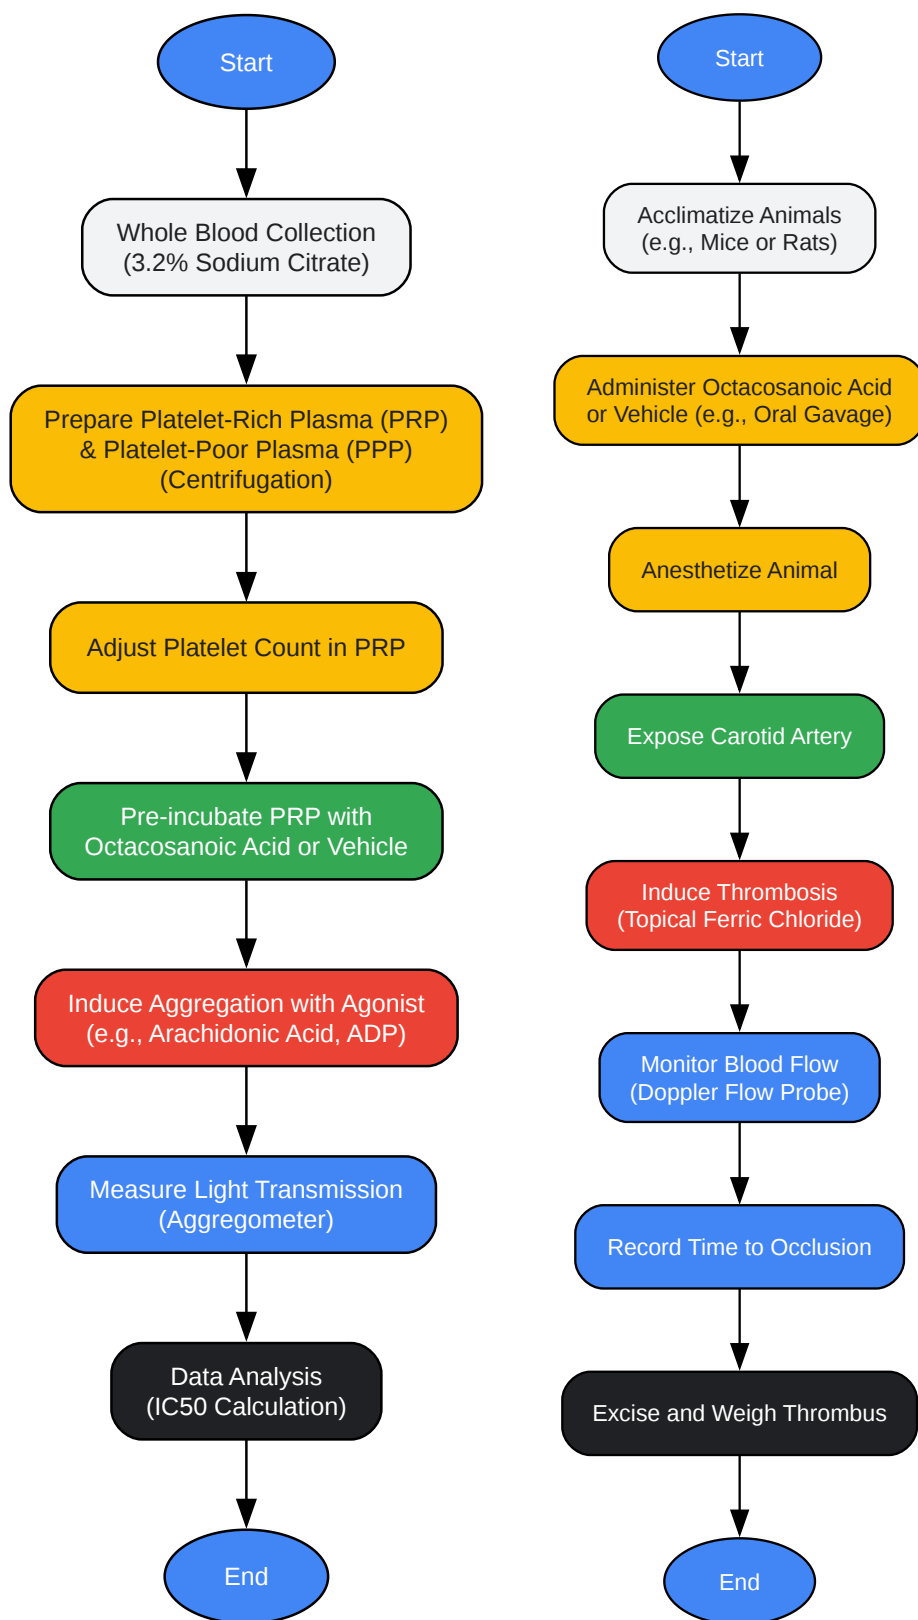 Start
Whole Blood Collection
(3.2% Sodium Citrate)
Prepare Platelet-Rich Plasma (PRP)
& Platelet-Poor Plasma (PPP)
(Centrifugation)
Adjust Platelet Count in PRP
Pre-incubate PRP with
Octacosanoic Acid or Vehicle
Induce Aggregation with Agonist
(e.g., Arachidonic Acid, ADP)
Measure Light Transmission
(Aggregometer)
Data Analysis
(IC50 Calculation)
End
Start
Acclimatize Animals
(e.g., Mice or Rats)
Administer Octacosanoic Acid
or Vehicle (e.g., Oral Gavage)
Anesthetize Animal
Expose Carotid Artery
Induce Thrombosis
(Topical Ferric Chloride)
Monitor Blood Flow
(Doppler Flow Probe)
Record Time to Occlusion
Excise and Weigh Thrombus
End